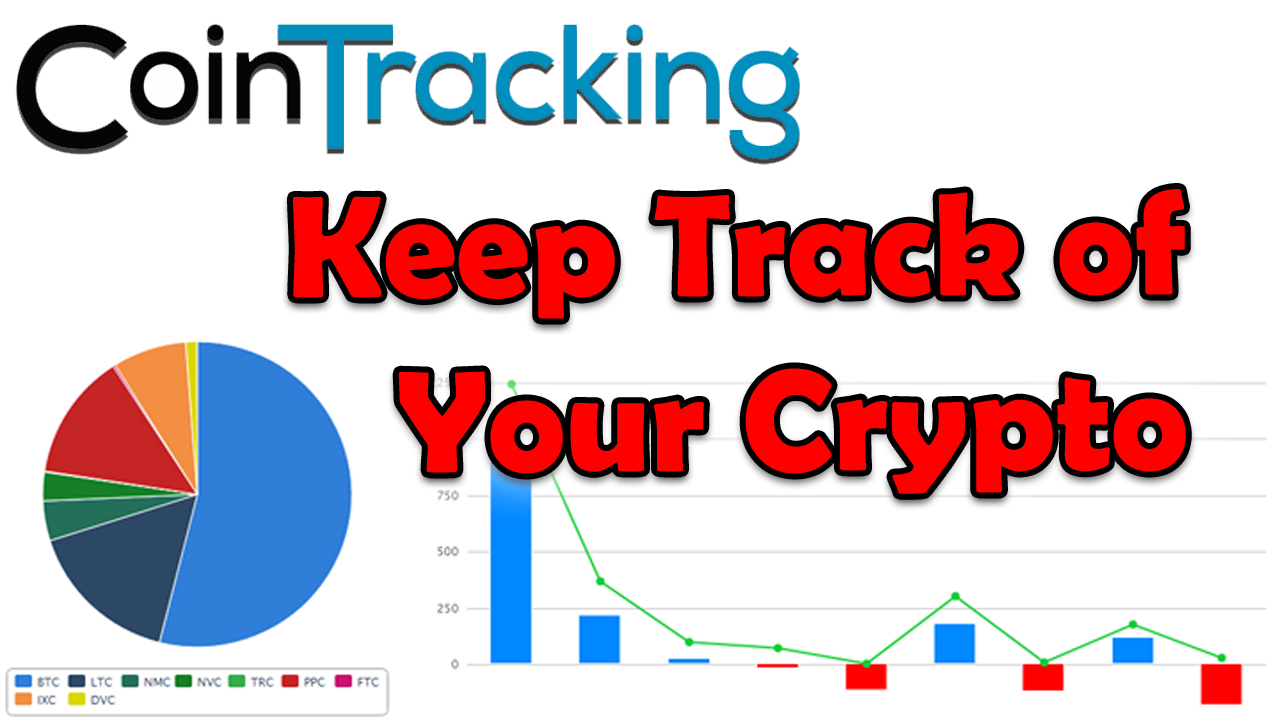 CoinTracking
Keep Track of
Your Crypto
750
500
250
0
BTC LTC NMC NVC TRC PPC FTC
IXC DVC